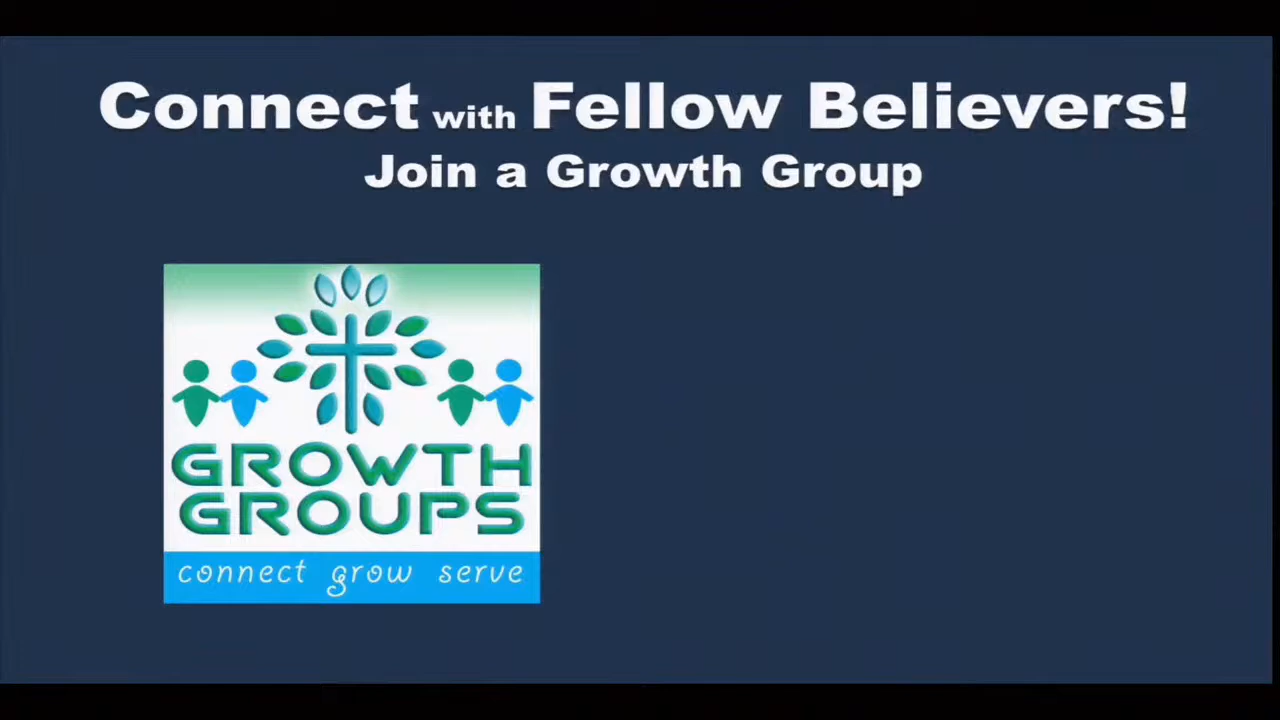 Connect with Fellow Believers!
Join a Growth Group
GROWTH
GROUPS
connect grow serve